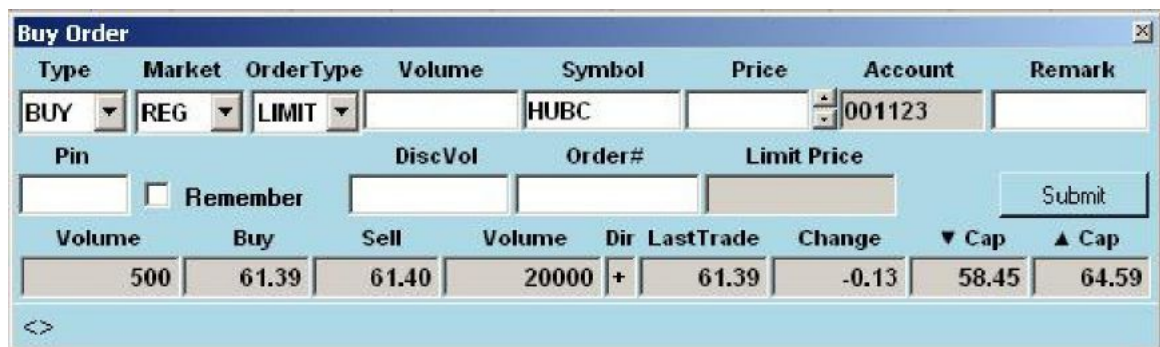 Buy Order
Type Market OrderType Volume Symbol Price Account Remark
BUY REG LIMIT HUBC 001123
Pin DiscVol Order# Limit Price
Remember Submit
Volume Buy Sell Volume Dir LastTrade Change ▼ Cap ▲ Cap
500 61.39 61.40 20000 + 61.39 -0.13 58.45 64.59
<>